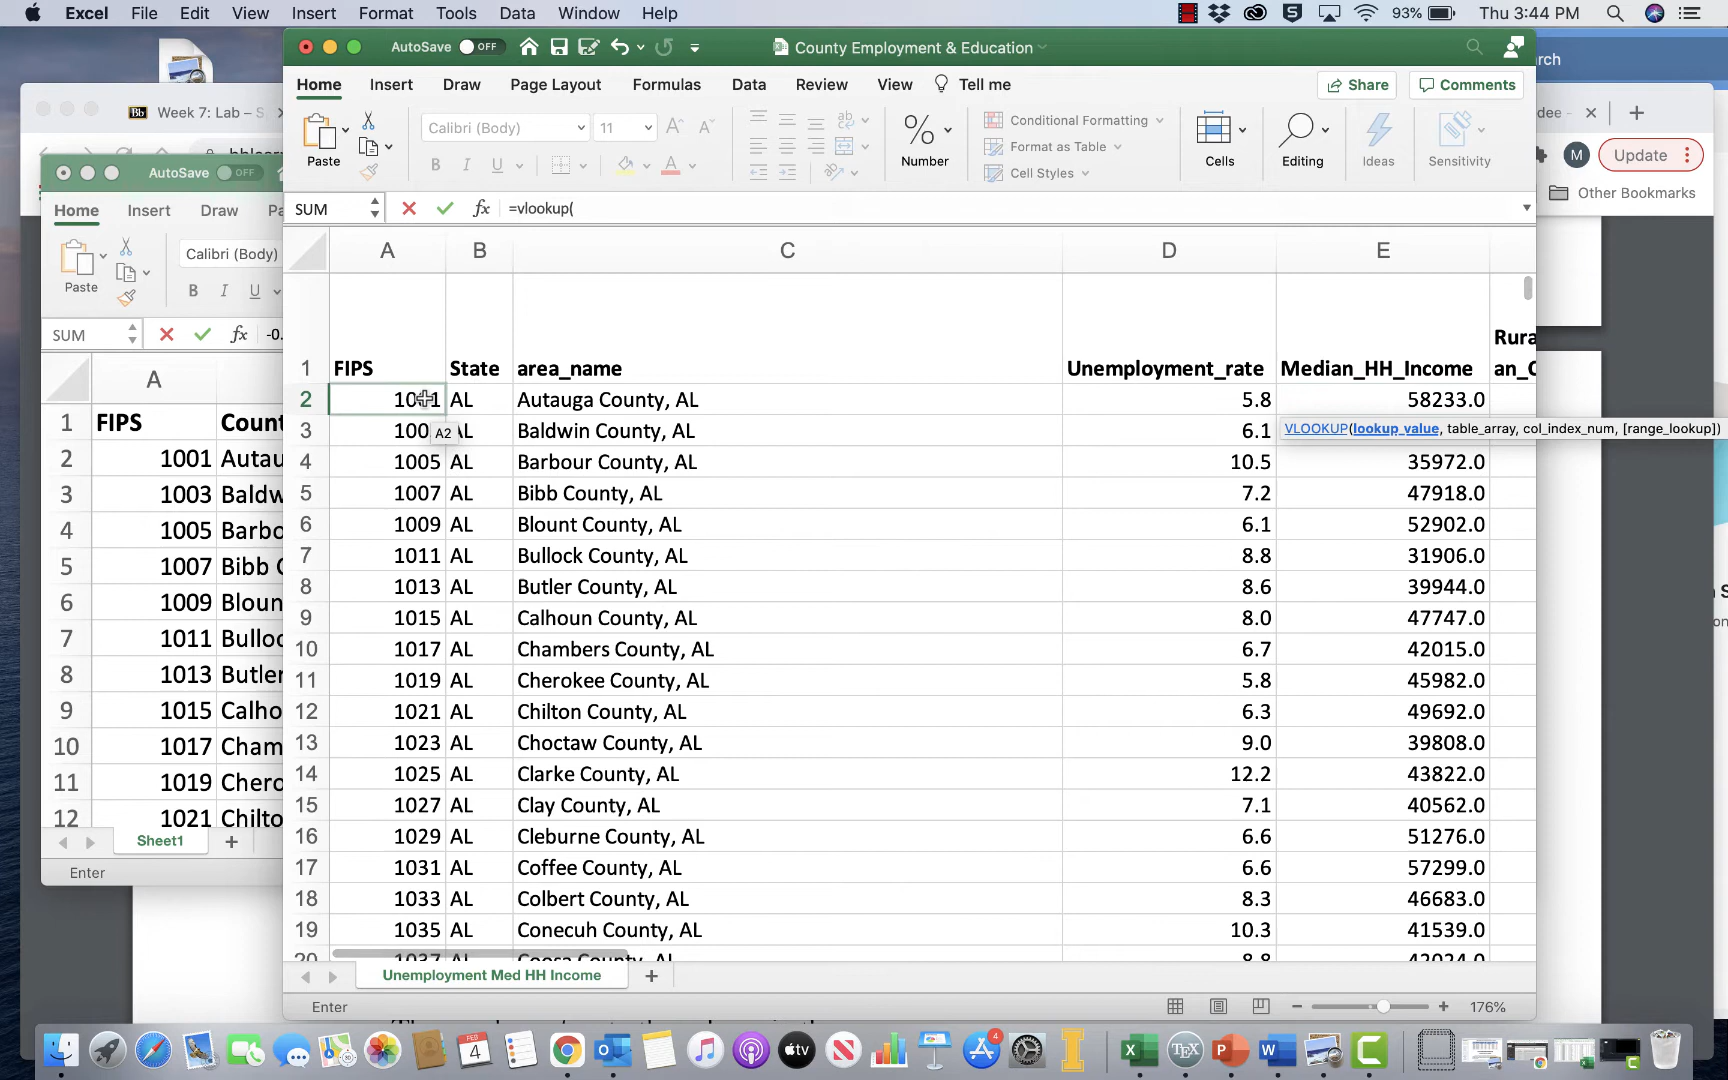 Excel File Edit View Insert Format Tools Data Window Help
93% Thu 3:44 PM
AutoSave OFF
County Employment & Education
Home Insert Draw Page Layout Formulas Data Review View Tell me
Share Comments
Paste
Calibri (Body) 11
B I U
Number
Conditional Formatting
Format as Table
Cell Styles
Cells
Editing
Ideas
Sensitivity
SUM fx =vlookup(
A B C D E
1 FIPS State area_name Unemployment_rate Median_HH_Income
2 AL Autauga County, AL 5.8 58233.0
A2
3 Baldwin County, AL 6.1
VLOOKUP(lookup_value, table_array, col_index_num, [range_lookup])
4 1005 AL Barbour County, AL 10.5 35972.0
5 1007 AL Bibb County, AL 7.2 47918.0
6 1009 AL Blount County, AL 6.1 52902.0
7 1011 AL Bullock County, AL 8.8 31906.0
8 1013 AL Butler County, AL 8.6 39944.0
9 1015 AL Calhoun County, AL 8.0 47747.0
10 1017 AL Chambers County, AL 6.7 42015.0
11 1019 AL Cherokee County, AL 5.8 45982.0
12 1021 AL Chilton County, AL 6.3 49692.0
13 1023 AL Choctaw County, AL 9.0 39808.0
14 1025 AL Clarke County, AL 12.2 43822.0
15 1027 AL Clay County, AL 7.1 40562.0
16 1029 AL Cleburne County, AL 6.6 51276.0
17 1031 AL Coffee County, AL 6.6 57299.0
18 1033 AL Colbert County, AL 8.3 46683.0
19 1035 AL Conecuh County, AL 10.3 41539.0
Unemployment Med HH Income
Enter
176%
Week 7: Lab – S
AutoSave
Home Insert Draw
Paste
Calibri (Body)
B I U
SUM fx -0.
A
1 FIPS
2 1001
3 1003
4 1005
5 1007 Bibb
6 1009
7 1011
8 1013 Butler
9 1015
10 1017
11 1019
12 1021
Sheet1
Enter
M Update
Other Bookmarks
FEB
4
tv
4
TEX